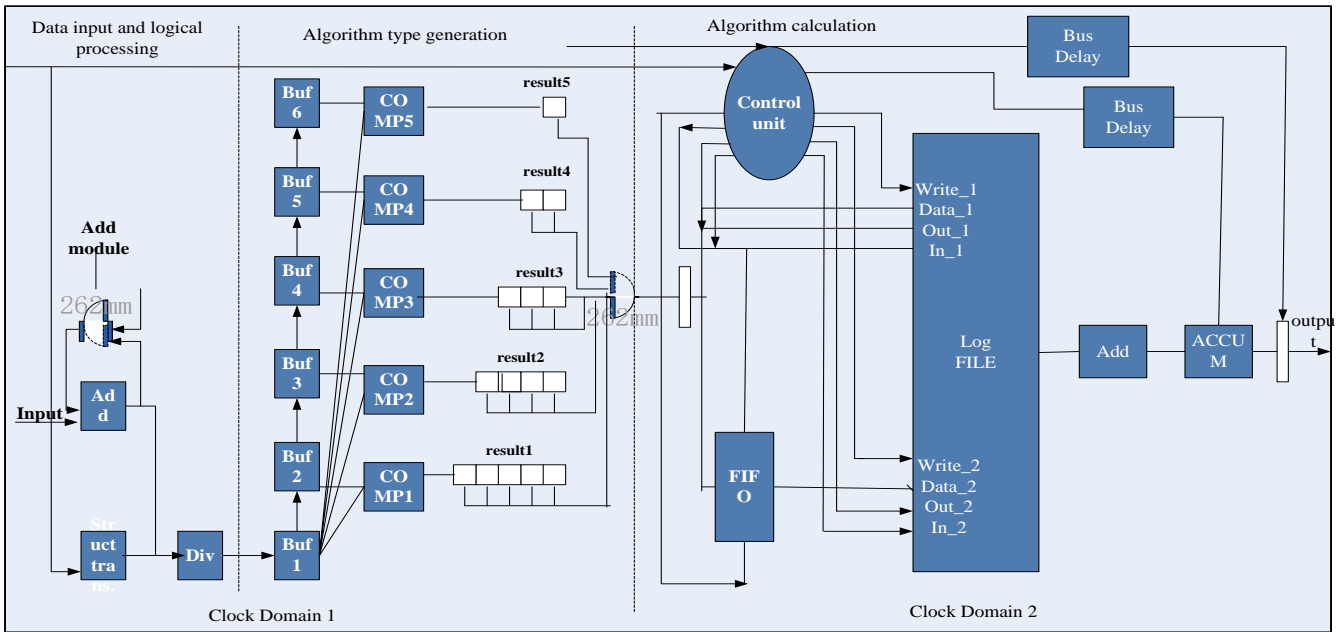 Data input and logical
processing
Algorithm type generation
Algorithm calculation
Add
module
262mm
Input
Ad
d
Str
uct
tra
ns.
Div
Buf
6
Buf
5
Buf
4
Buf
3
Buf
2
Buf
1
CO
MP5
CO
MP4
CO
MP3
CO
MP2
CO
MP1
result5
result4
result3
result2
result1
262mm
Control
unit
Bus
Delay
Bus
Delay
Write_1
Data_1
Out_1
In_1
Log
FILE
Write_2
Data_2
Out_2
In_2
FIF
O
Add
ACCU
M
outpu
t
Clock Domain 1
Clock Domain 2